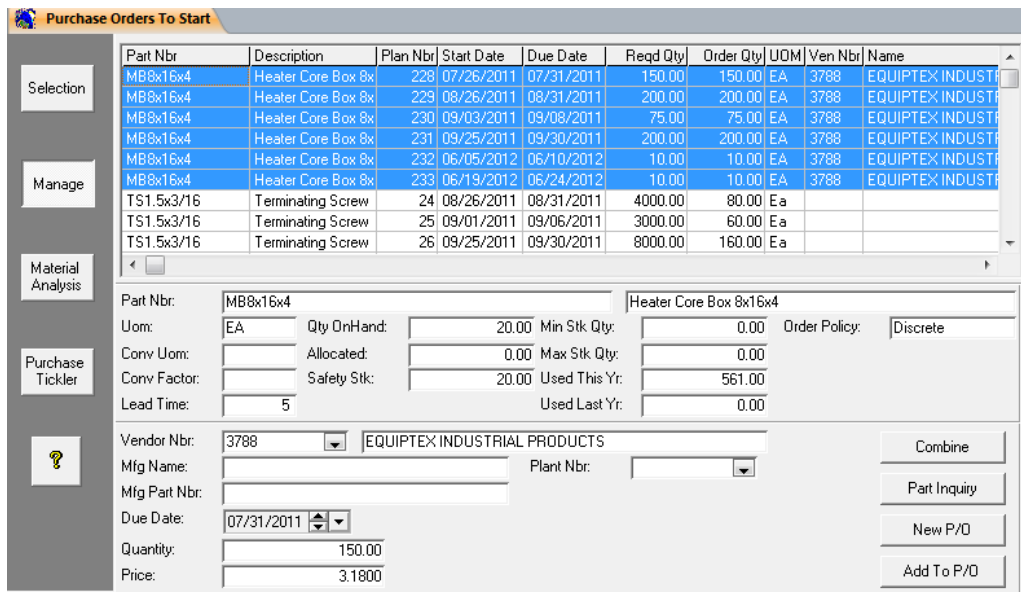 Purchase Orders To Start
Part Nbr Description Plan Nbr Start Date Due Date Reqd Qty Order Qty UOM Ven Nbr Name
MB8x16x4 Heater Core Box 8x 228 07/26/2011 07/31/2011 150.00 150.00 EA 3788 EQUIPTEX INDUSTR
MB8x16x4 Heater Core Box 8x 229 08/26/2011 08/31/2011 200.00 200.00 EA 3788 EQUIPTEX INDUSTR
MB8x16x4 Heater Core Box 8x 230 09/03/2011 09/08/2011 75.00 75.00 EA 3788 EQUIPTEX INDUSTR
MB8x16x4 Heater Core Box 8x 231 09/25/2011 09/30/2011 200.00 200.00 EA 3788 EQUIPTEX INDUSTR
MB8x16x4 Heater Core Box 8x 232 06/05/2012 06/10/2012 10.00 10.00 EA 3788 EQUIPTEX INDUSTR
MB8x16x4 Heater Core Box 8x 233 06/19/2012 06/24/2012 10.00 10.00 EA 3788 EQUIPTEX INDUSTR
TS1.5x3/16 Terminating Screw 24 08/26/2011 08/31/2011 4000.00 80.00 Ea
TS1.5x3/16 Terminating Screw 25 09/01/2011 09/06/2011 3000.00 60.00 Ea
TS1.5x3/16 Terminating Screw 26 09/25/2011 09/30/2011 8000.00 160.00 Ea
Selection
Manage
Material
Analysis
Purchase
Tickler
?
Part Nbr: MB8x16x4 Heater Core Box 8x16x4
Uom: EA Qty OnHand: 20.00 Min Stk Qty: 0.00 Order Policy: Discrete
Conv Uom: Allocated: 0.00 Max Stk Qty: 0.00
Conv Factor: Safety Stk: 20.00 Used This Yr: 561.00
Lead Time: 5 Used Last Yr: 0.00
Vendor Nbr: 3788 EQUIPTEX INDUSTRIAL PRODUCTS
Mfg Name: Plant Nbr:
Mfg Part Nbr:
Due Date: 07/31/2011
Quantity: 150.00
Price: 3.1800
Combine
Part Inquiry
New P/O
Add To P/O